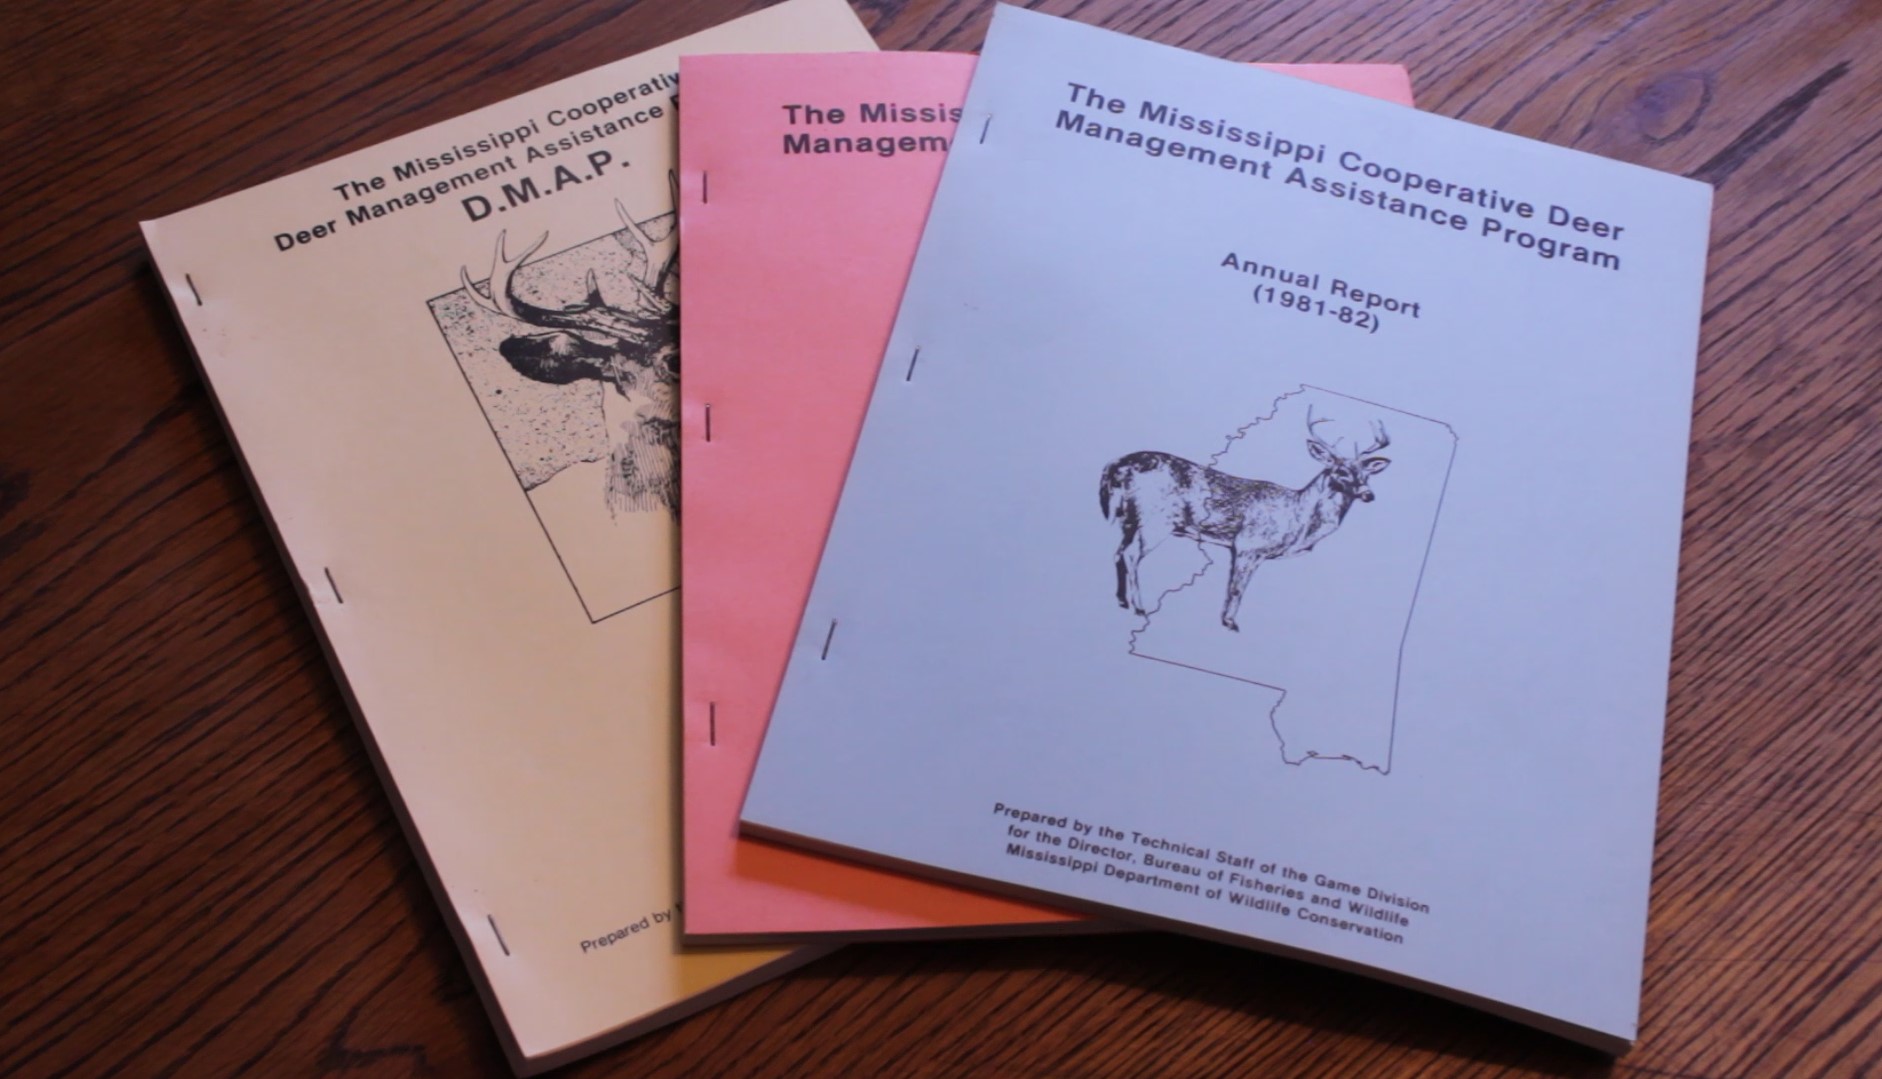 The Mississippi Cooperative
Deer Management Assistance
D.M.A.P.
Prepared by
The Missis
Managem
The Mississippi Cooperative Deer
Management Assistance Program
Annual Report
(1981-82)
Prepared by the Technical Staff of the Game Division
for the Director, Bureau of Fisheries and Wildlife
Mississippi Department of Wildlife Conservation